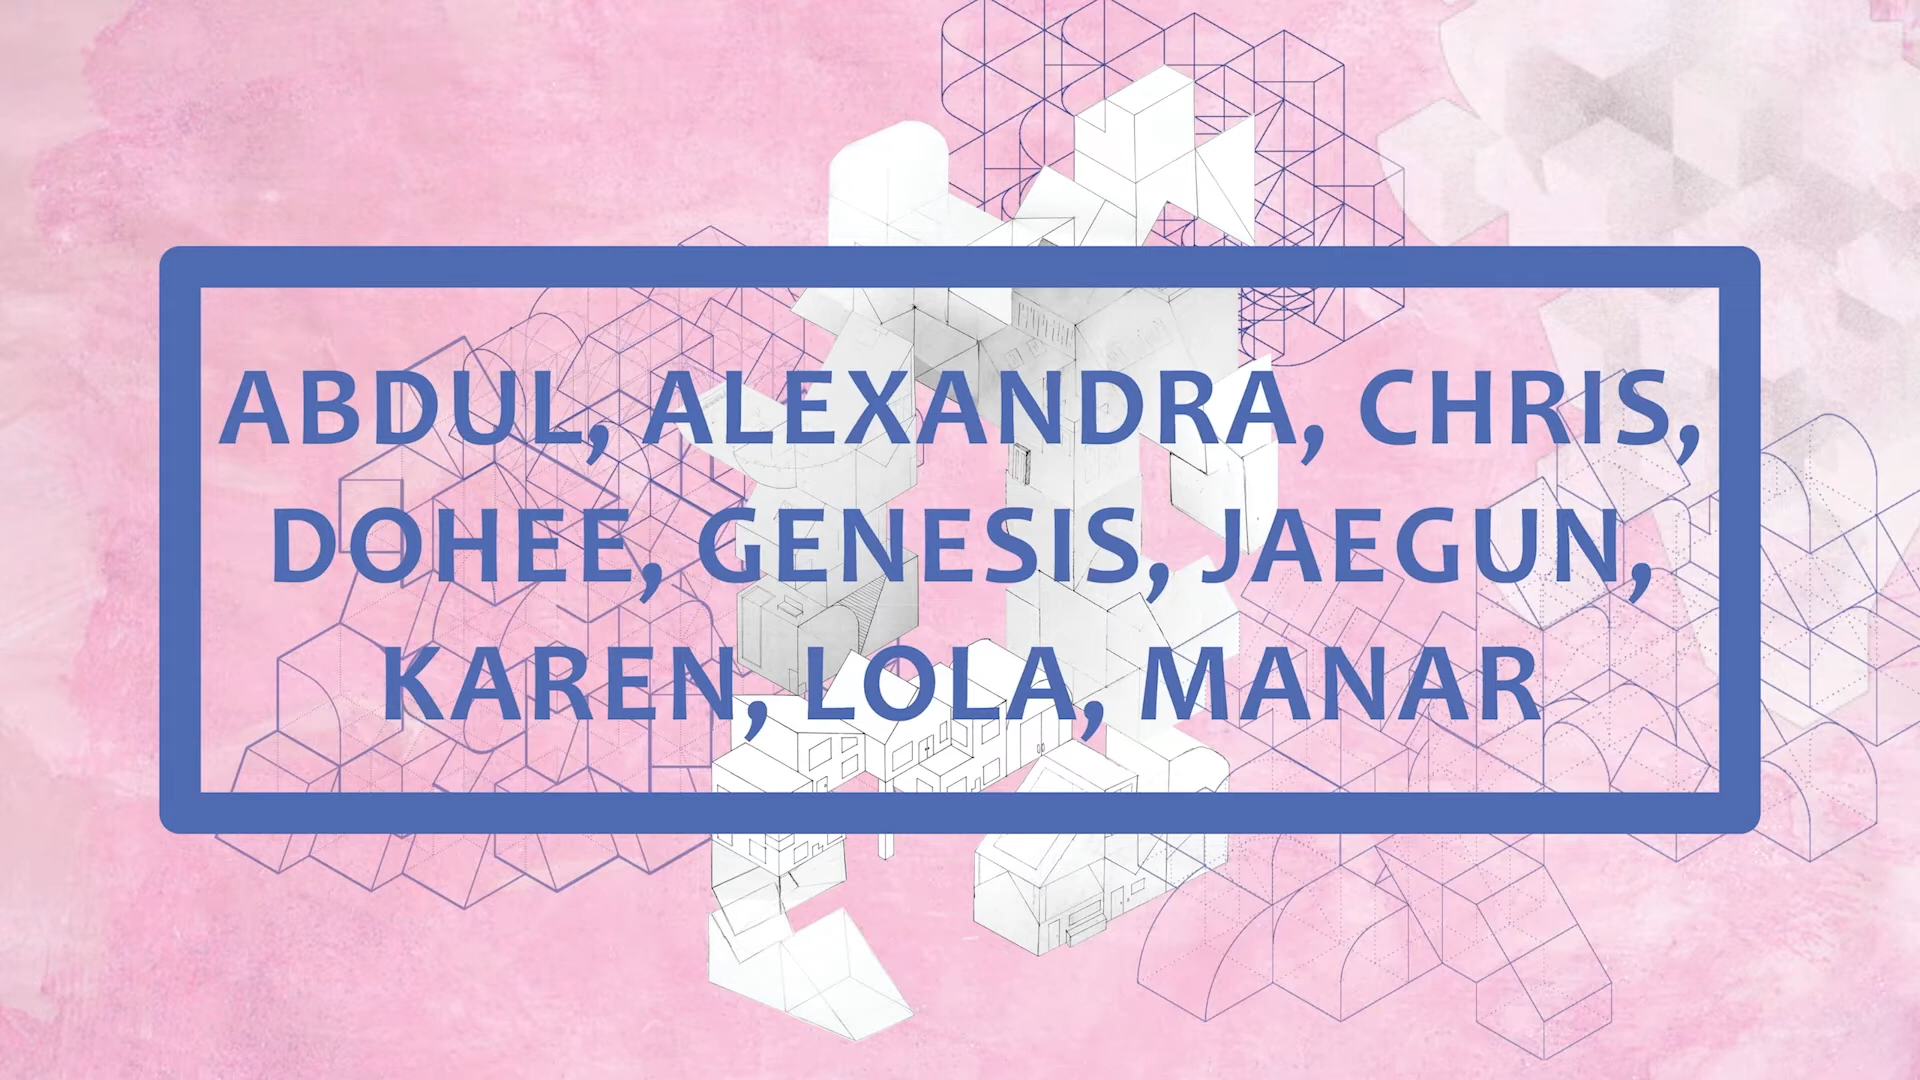 ABDUL, ALEXANDRA, CHRIS,
DOHEE, GENESIS, JAEGUN,
KAREN, LOLA, MANAR